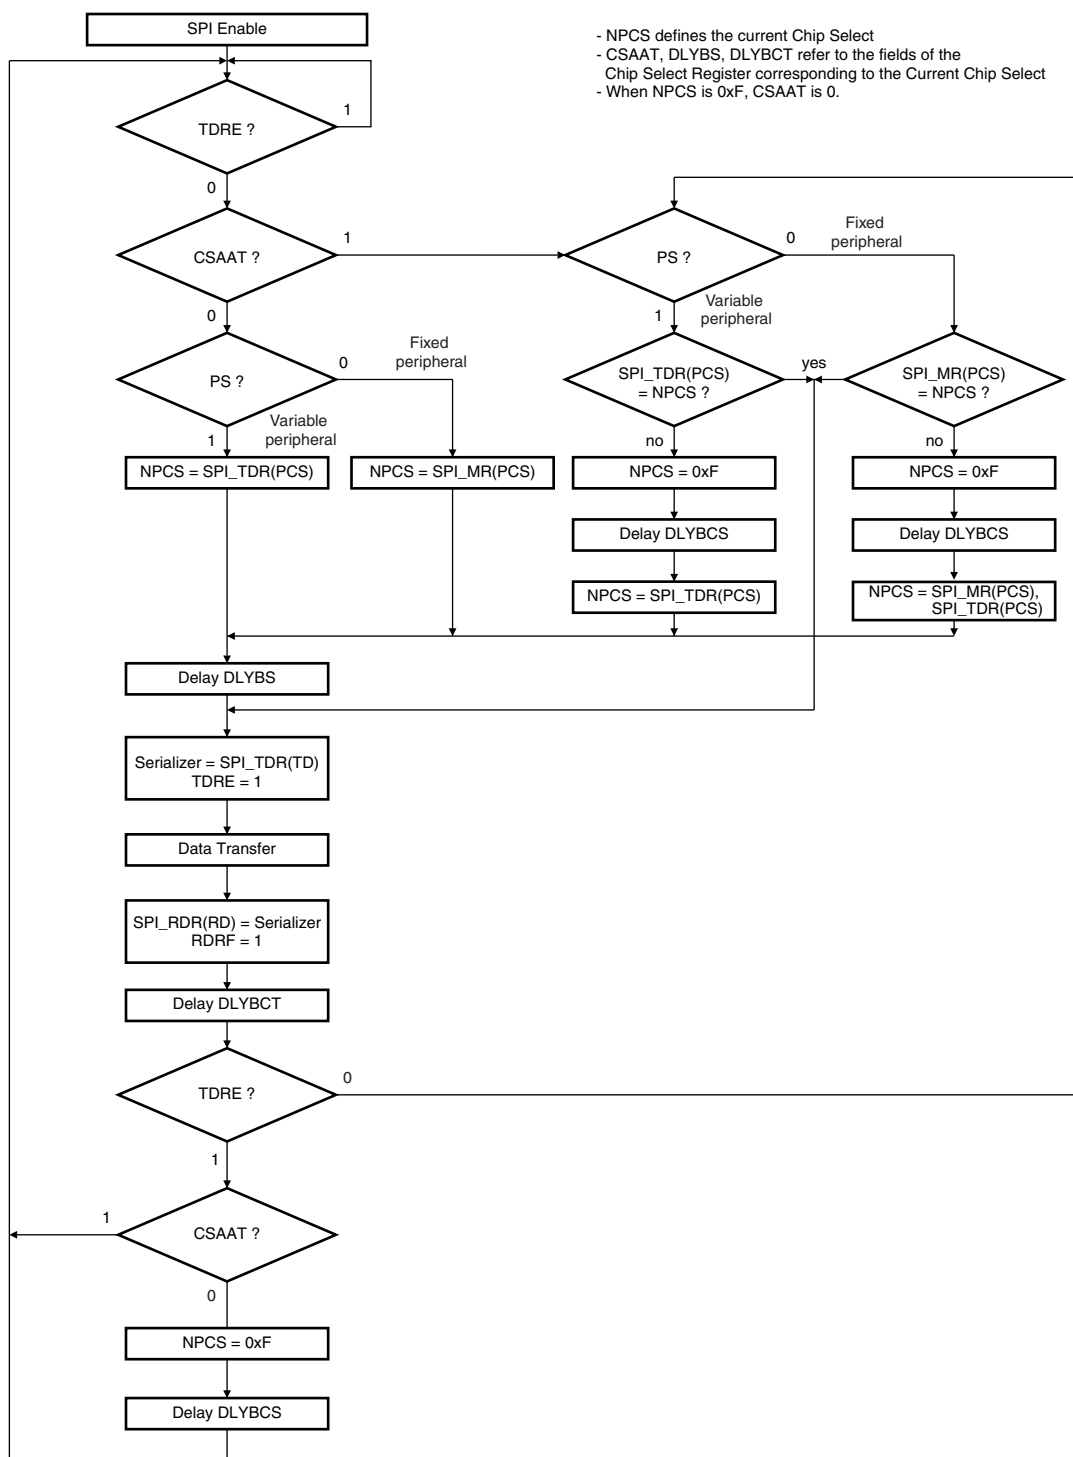 SPI Enable
- NPCS defines the current Chip Select
- CSAAT, DLYBS, DLYBCT refer to the fields of the
Chip Select Register corresponding to the Current Chip Select
- When NPCS is 0xF, CSAAT is 0.
TDRE ?
1
0
CSAAT ?
1
0
PS ?
0
Fixed
peripheral
1
Variable
peripheral
NPCS = SPI_TDR(PCS)
NPCS = SPI_MR(PCS)
PS ?
0
Fixed
peripheral
1
Variable
peripheral
SPI_TDR(PCS)
= NPCS ?
yes
SPI_MR(PCS)
= NPCS ?
no
no
NPCS = 0xF
NPCS = 0xF
Delay DLYBCS
Delay DLYBCS
NPCS = SPI_TDR(PCS)
NPCS = SPI_MR(PCS),
SPI_TDR(PCS)
Delay DLYBS
Serializer = SPI_TDR(TD)
TDRE = 1
Data Transfer
SPI_RDR(RD) = Serializer
RDRF = 1
Delay DLYBCT
TDRE ?
0
1
CSAAT ?
1
0
NPCS = 0xF
Delay DLYBCS